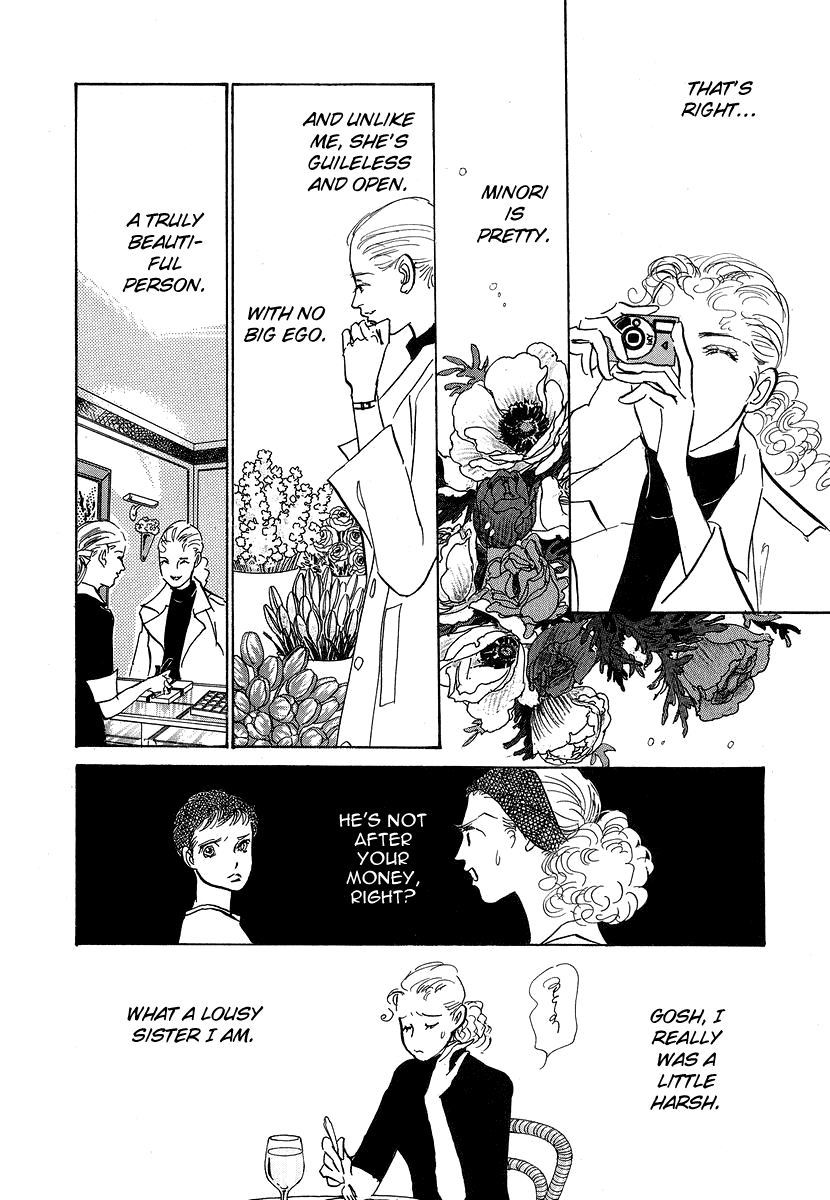 THAT'S
RIGHT...
MINORI
IS
PRETTY.
AND UNLIKE
ME, SHE'S
GUILELESS
AND OPEN.
WITH NO
BIG EGO.
A TRULY
BEAUTI-
FUL
PERSON.
HE'S NOT
AFTER
YOUR
MONEY,
RIGHT?
GOSH, I
REALLY
WAS A
LITTLE
HARSH.
WHAT A LOUSY
SISTER I AM.